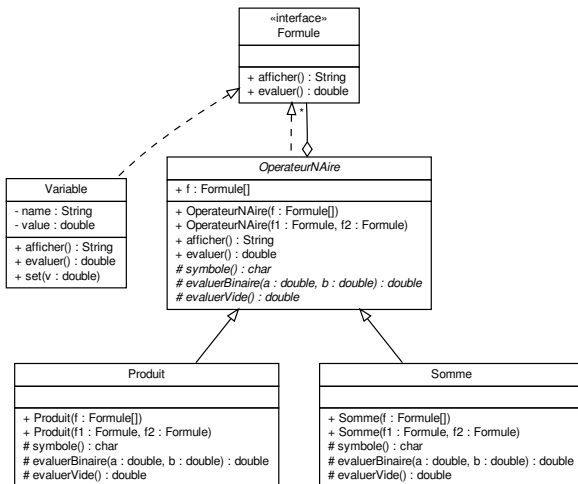 «interface»
Formule
+ afficher() : String
+ evaluer() : double
*
OperateurNAire
+ f : Formule[]
+ OperateurNAire(f : Formule[])
+ OperateurNAire(f1 : Formule, f2 : Formule)
+ afficher() : String
+ evaluer() : double
# symbole() : char
# evaluerBinaire(a : double, b : double) : double
# evaluerVide() : double
Variable
- name : String
- value : double
+ afficher() : String
+ evaluer() : double
+ set(v : double)
Produit
+ Produit(f : Formule[])
+ Produit(f1 : Formule, f2 : Formule)
# symbole() : char
# evaluerBinaire(a : double, b : double) : double
# evaluerVide() : double
Somme
+ Somme(f : Formule[])
+ Somme(f1 : Formule, f2 : Formule)
# symbole() : char
# evaluerBinaire(a : double, b : double) : double
# evaluerVide() : double